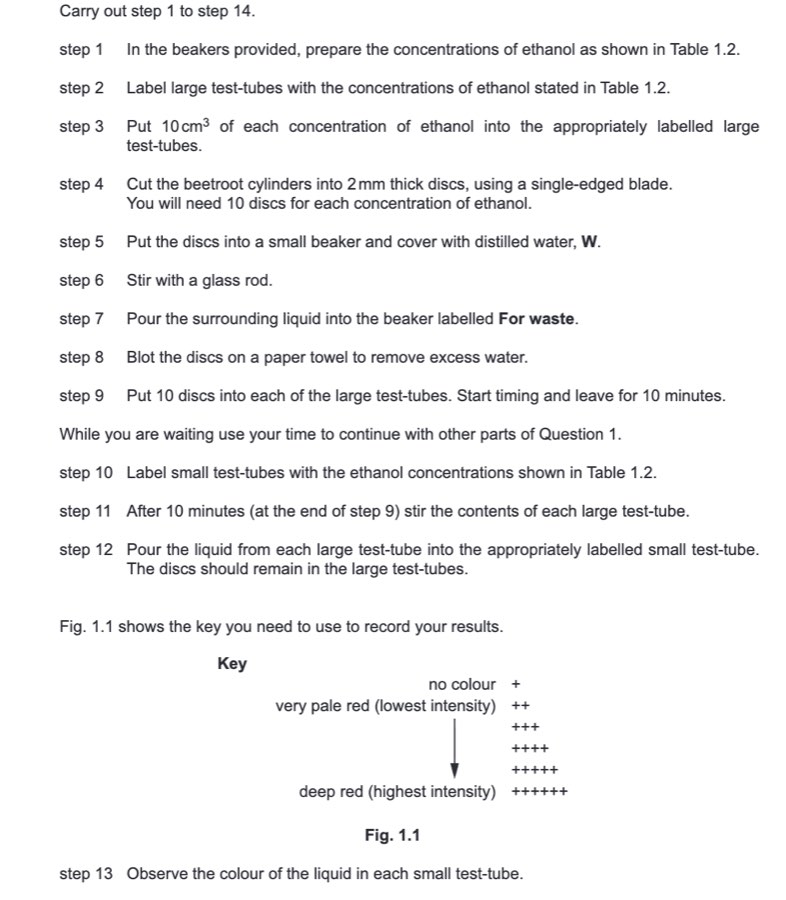 Carry out step 1 to step 14.
step 1 In the beakers provided, prepare the concentrations of ethanol as shown in Table 1.2.
step 2 Label large test-tubes with the concentrations of ethanol stated in Table 1.2.
step 3 Put 10 cm³ of each concentration of ethanol into the appropriately labelled large
test-tubes.
step 4 Cut the beetroot cylinders into 2 mm thick discs, using a single-edged blade.
You will need 10 discs for each concentration of ethanol.
step 5 Put the discs into a small beaker and cover with distilled water, W.
step 6 Stir with a glass rod.
step 7 Pour the surrounding liquid into the beaker labelled For waste.
step 8 Blot the discs on a paper towel to remove excess water.
step 9 Put 10 discs into each of the large test-tubes. Start timing and leave for 10 minutes.
While you are waiting use your time to continue with other parts of Question 1.
step 10 Label small test-tubes with the ethanol concentrations shown in Table 1.2.
step 11 After 10 minutes (at the end of step 9) stir the contents of each large test-tube.
step 12 Pour the liquid from each large test-tube into the appropriately labelled small test-tube.
The discs should remain in the large test-tubes.
Fig. 1.1 shows the key you need to use to record your results.
Key
no colour +
very pale red (lowest intensity) ++
+++
++++
+++++
deep red (highest intensity) ++++++
Fig. 1.1
step 13 Observe the colour of the liquid in each small test-tube.